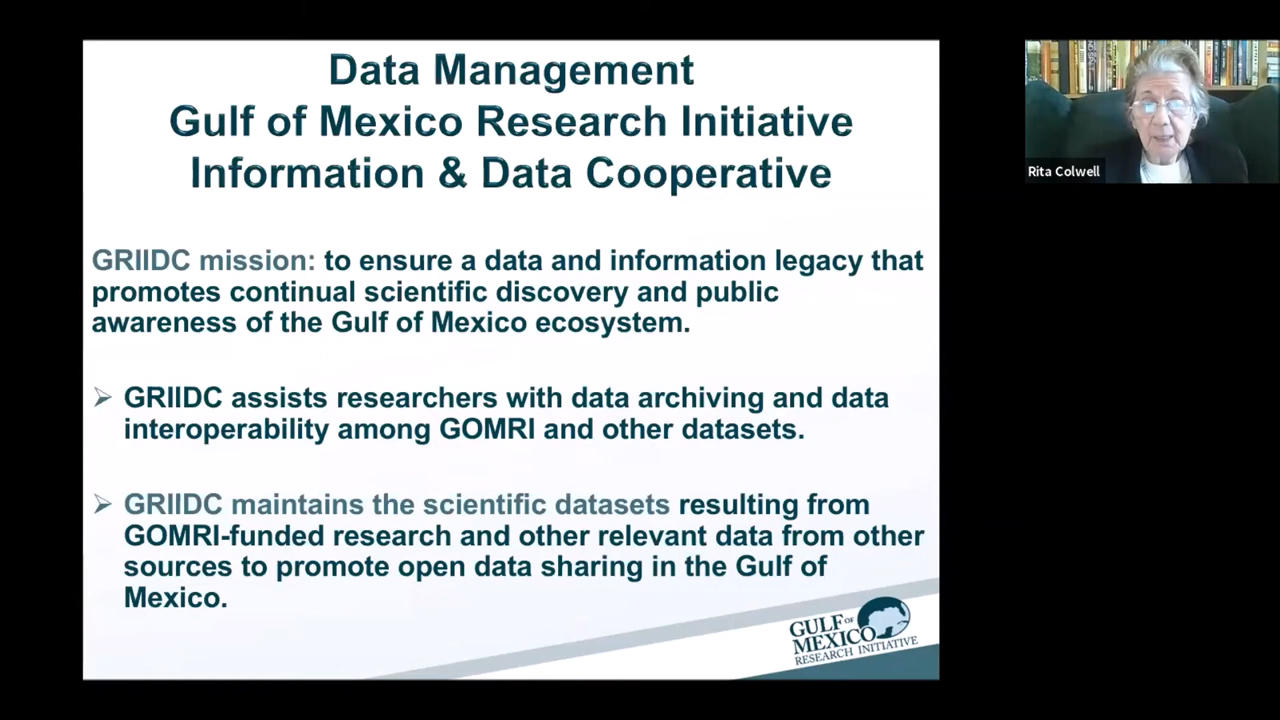 Data Management
Gulf of Mexico Research Initiative
Information & Data Cooperative
GRIIDC mission: to ensure a data and information legacy that
promotes continual scientific discovery and public
awareness of the Gulf of Mexico ecosystem.
GRIIDC assists researchers with data archiving and data
interoperability among GOMRI and other datasets.
GRIIDC maintains the scientific datasets resulting from
GOMRI-funded research and other relevant data from other
sources to promote open data sharing in the Gulf of
Mexico.
GULF OF
MEXICO
RESEARCH INITIATIVE
Rita Colwell